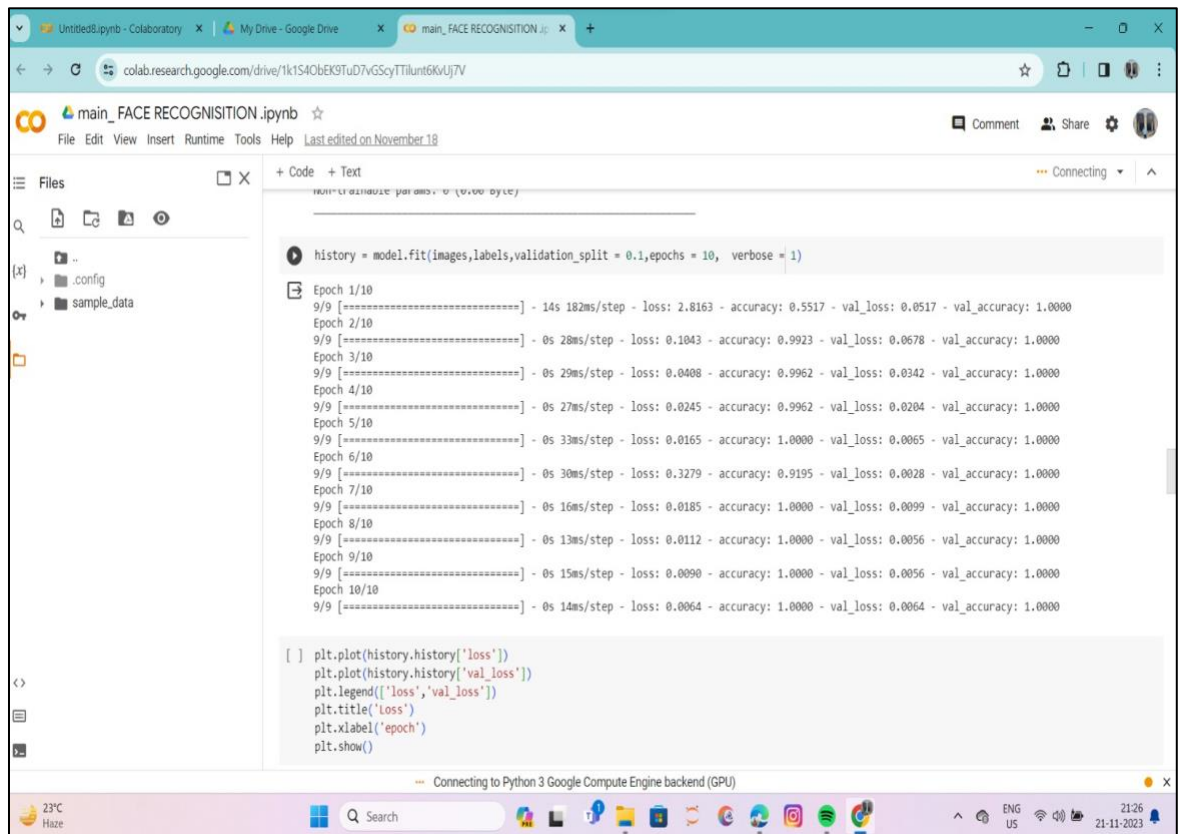 Untitled8.ipynb - Colaboratory
My Drive - Google Drive
main_ FACE RECOGNISITION .ip
colab.research.google.com/drive/1k1S4ObEK9TuD7vGScyTTilunt6KvUj7V
main_ FACE RECOGNISITION .ipynb
Comment
Share
File Edit View Insert Runtime Tools Help Last edited on November 18
Files
+ Code + Text
Connecting
Non-trainable params: 0 (0.00 Byte)
..
.config
sample_data
{x}
history = model.fit(images,labels,validation_split = 0.1,epochs = 10, verbose = 1)
Epoch 1/10
9/9 [==============================] - 14s 182ms/step - loss: 2.8163 - accuracy: 0.5517 - val_loss: 0.0517 - val_accuracy: 1.0000
Epoch 2/10
9/9 [==============================] - 0s 28ms/step - loss: 0.1043 - accuracy: 0.9923 - val_loss: 0.0678 - val_accuracy: 1.0000
Epoch 3/10
9/9 [==============================] - 0s 29ms/step - loss: 0.0408 - accuracy: 0.9962 - val_loss: 0.0342 - val_accuracy: 1.0000
Epoch 4/10
9/9 [==============================] - 0s 27ms/step - loss: 0.0245 - accuracy: 0.9962 - val_loss: 0.0204 - val_accuracy: 1.0000
Epoch 5/10
9/9 [==============================] - 0s 33ms/step - loss: 0.0165 - accuracy: 1.0000 - val_loss: 0.0065 - val_accuracy: 1.0000
Epoch 6/10
9/9 [==============================] - 0s 30ms/step - loss: 0.3279 - accuracy: 0.9195 - val_loss: 0.0028 - val_accuracy: 1.0000
Epoch 7/10
9/9 [==============================] - 0s 16ms/step - loss: 0.0185 - accuracy: 1.0000 - val_loss: 0.0099 - val_accuracy: 1.0000
Epoch 8/10
9/9 [==============================] - 0s 13ms/step - loss: 0.0112 - accuracy: 1.0000 - val_loss: 0.0056 - val_accuracy: 1.0000
Epoch 9/10
9/9 [==============================] - 0s 15ms/step - loss: 0.0090 - accuracy: 1.0000 - val_loss: 0.0056 - val_accuracy: 1.0000
Epoch 10/10
9/9 [==============================] - 0s 14ms/step - loss: 0.0064 - accuracy: 1.0000 - val_loss: 0.0064 - val_accuracy: 1.0000
[ ] plt.plot(history.history['loss'])
plt.plot(history.history['val_loss'])
plt.legend(['loss','val_loss'])
plt.title('Loss')
plt.xlabel('epoch')
plt.show()
Connecting to Python 3 Google Compute Engine backend (GPU)
23°C
Haze
Search
ENG
US
21:26
21-11-2023